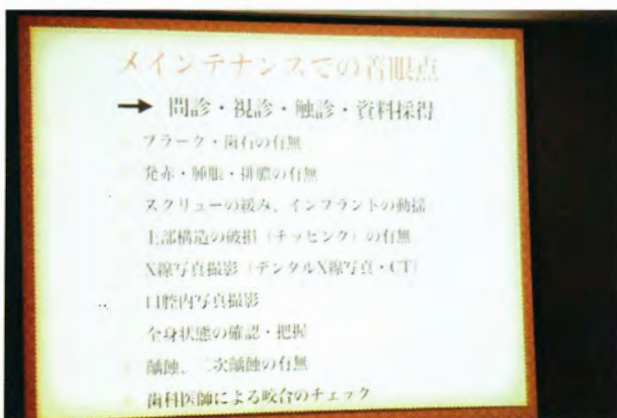 メインテナンスでの着眼点
→ 問診・視診・触診・資料採得
プラーク・歯石の有無
発赤・腫脹・排膿の有無
スクリューの緩み、インプラントの動揺
上部構造の破損(チッピング)の有無
X線写真撮影(デンタルX線写真・CT)
口腔内写真撮影
全身状態の確認・把握
齲蝕、二次齲蝕の有無
歯科医師による咬合のチェック